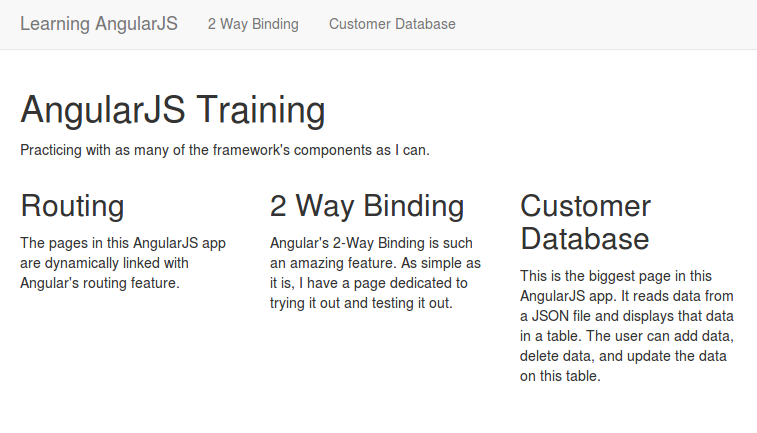 Learning AngularJS 2 Way Binding Customer Database
AngularJS Training
Practicing with as many of the framework's components as I can.
Routing
The pages in this AngularJS app
are dynamically linked with
Angular's routing feature.
2 Way Binding
Angular's 2-Way Binding is such
an amazing feature. As simple as
it is, I have a page dedicated to
trying it out and testing it out.
Customer
Database
This is the biggest page in this
AngularJS app. It reads data from
a JSON file and displays that data
in a table. The user can add data,
delete data, and update the data
on this table.